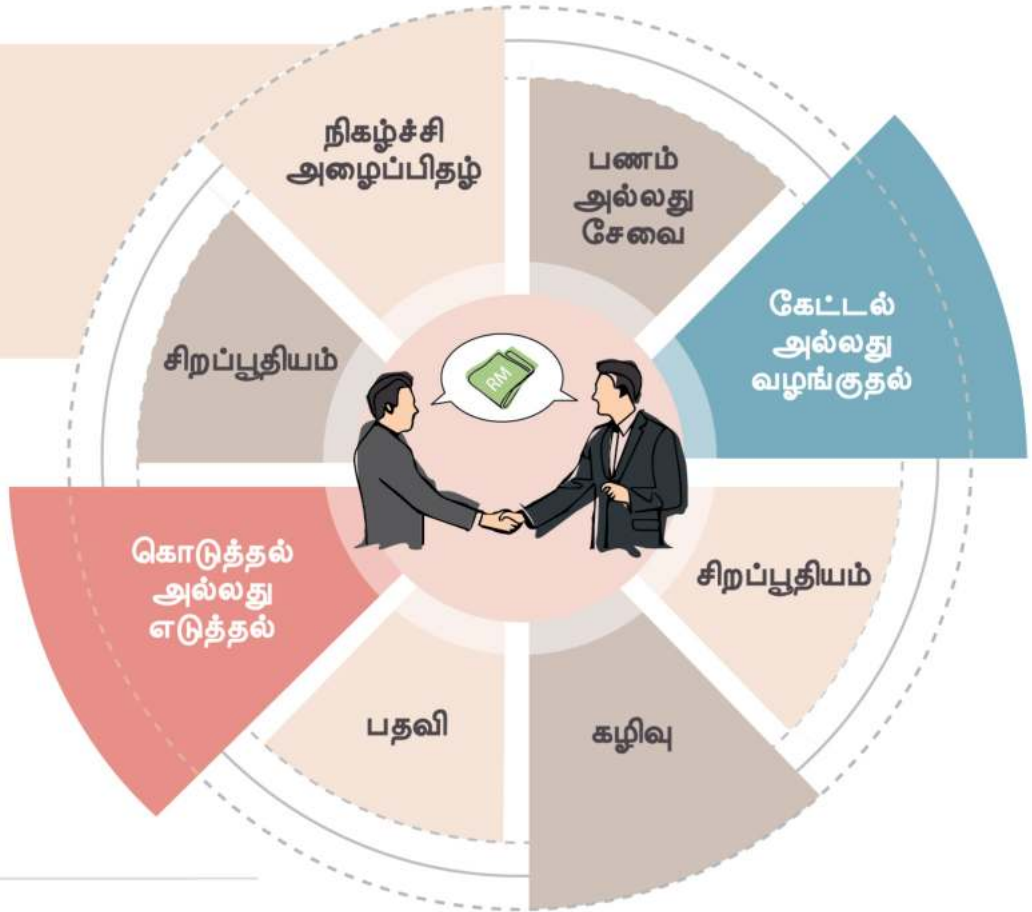 நிகழ்ச்சி
அழைப்பிதழ்
பணம்
அல்லது
சேவை
கேட்டல்
அல்லது
வழங்குதல்
சிறப்பூதியம்
RM
கொடுத்தல்
அல்லது
எடுத்தல்
சிறப்பூதியம்
பதவி
கழிவு